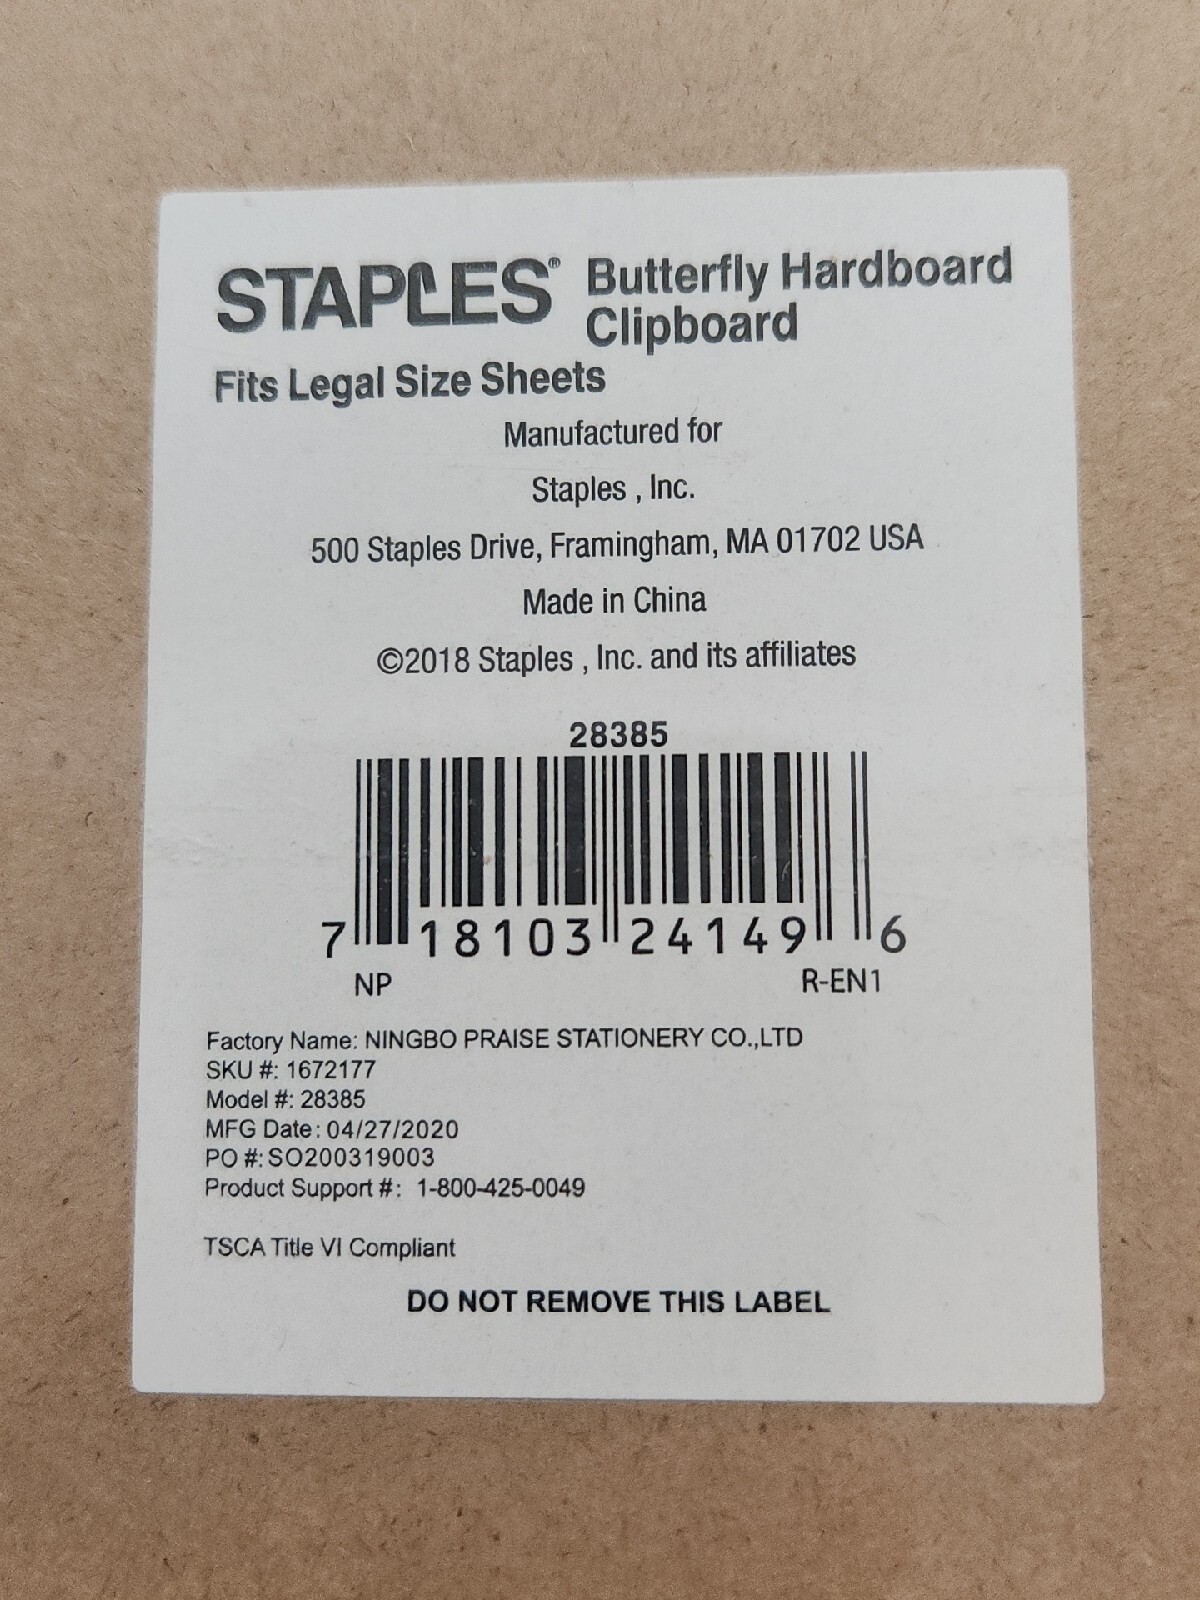 STAPLES® Butterfly Hardboard
Clipboard
Fits Legal Size Sheets
Manufactured for
Staples , Inc.
500 Staples Drive, Framingham, MA 01702 USA
Made in China
©2018 Staples , Inc. and its affiliates
28385
7 18103 24149 6
NP R-EN1
Factory Name: NINGBO PRAISE STATIONERY CO.,LTD
SKU #: 1672177
Model #: 28385
MFG Date: 04/27/2020
PO #: SO200319003
Product Support #: 1-800-425-0049
TSCA Title VI Compliant
DO NOT REMOVE THIS LABEL